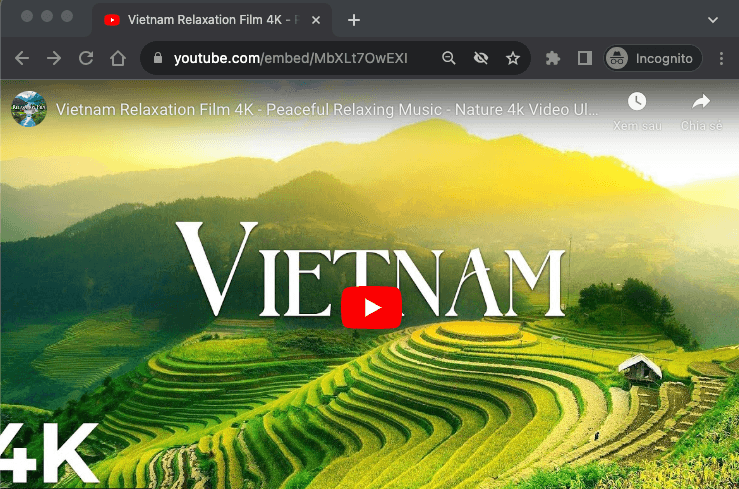 Vietnam Relaxation Film 4K - 
youtube.com/embed/MbXLt7OwEXI
Incognito
Vietnam Relaxation Film 4K - Peaceful Relaxing Music - Nature 4k Video Ul...
Xem sau
Chia sẻ
VIETNAM
4K